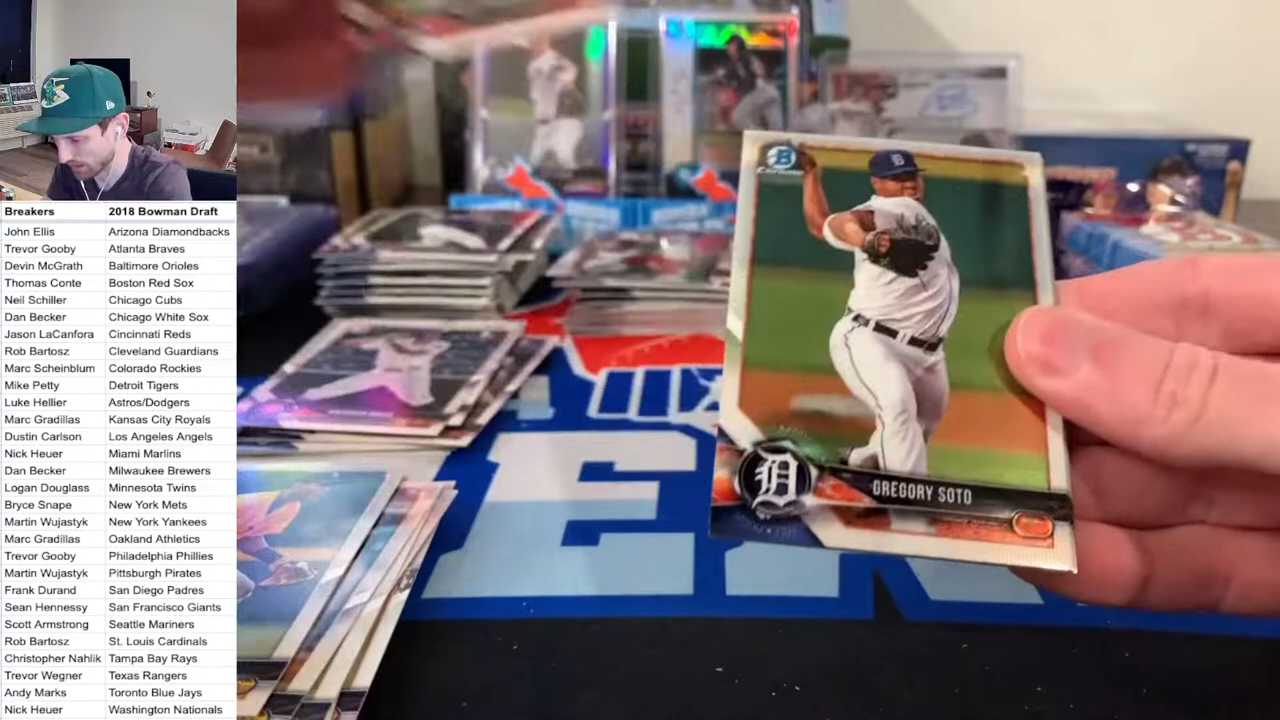 Breakers 2018 Bowman Draft
John Ellis Arizona Diamondbacks
Trevor Gooby Atlanta Braves
Devin McGrath Baltimore Orioles
Thomas Conte Boston Red Sox
Neil Schiller Chicago Cubs
Dan Becker Chicago White Sox
Jason LaCanfora Cincinnati Reds
Rob Bartosz Cleveland Guardians
Marc Scheinblum Colorado Rockies
Mike Petty Detroit Tigers
Luke Hellier Astros/Dodgers
Marc Gradillas Kansas City Royals
Dustin Carlson Los Angeles Angels
Nick Heuer Miami Marlins
Dan Becker Milwaukee Brewers
Logan Douglass Minnesota Twins
Bryce Snape New York Mets
Martin Wujastyk New York Yankees
Marc Gradillas Oakland Athletics
Trevor Gooby Philadelphia Phillies
Martin Wujastyk Pittsburgh Pirates
Frank Durand San Diego Padres
Sean Hennessy San Francisco Giants
Scott Armstrong Seattle Mariners
Rob Bartosz St. Louis Cardinals
Christopher Nahlik Tampa Bay Rays
Trevor Wegner Texas Rangers
Andy Marks Toronto Blue Jays
Nick Heuer Washington Nationals
B
Chrome
D
D
GREGORY SOTO